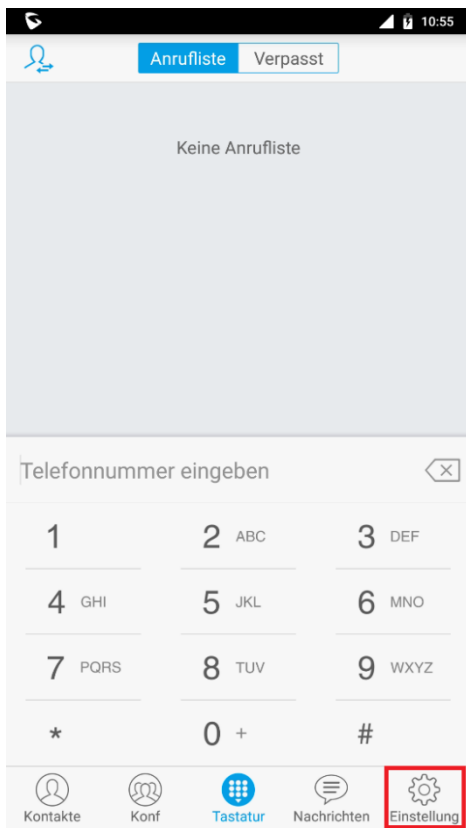 10:55
Anrufliste Verpasst
Keine Anrufliste
Telefonnummer eingeben
1 2 ABC 3 DEF
4 GHI 5 JKL 6 MNO
7 PQRS 8 TUV 9 WXYZ
* 0 + #
Kontakte Konf Tastatur Nachrichten Einstellung